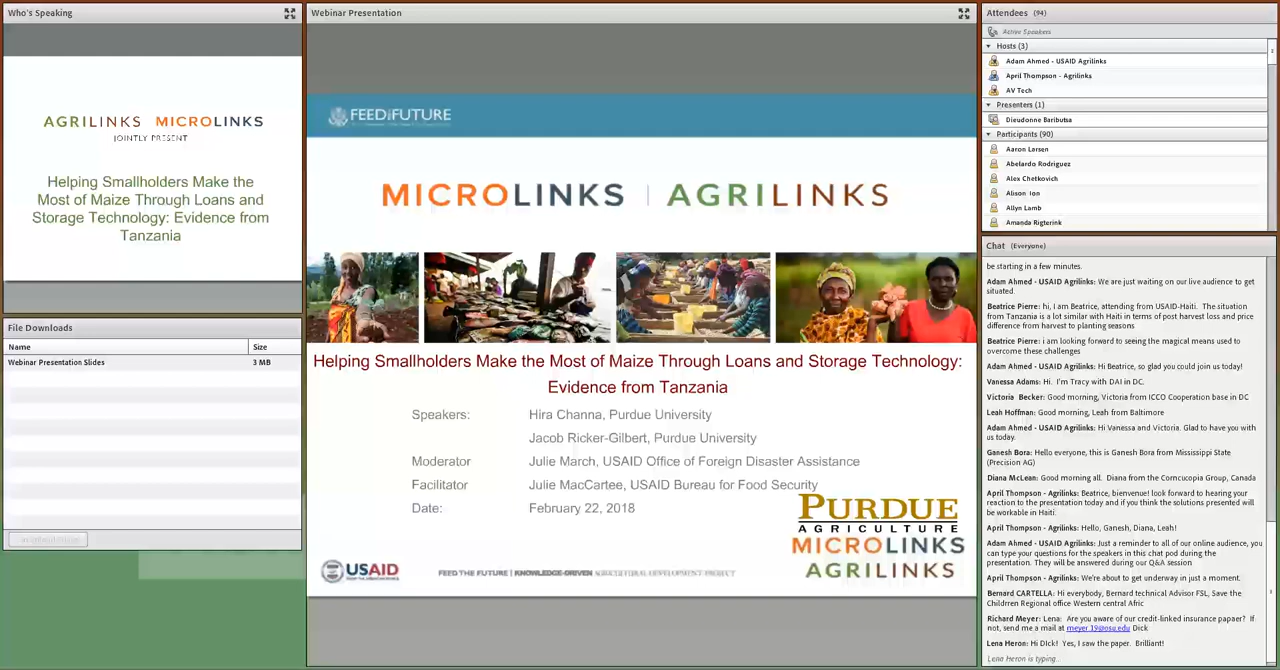 Who's Speaking
AGRILINKS MICROLINKS
JOINTLY PRESENT
Helping Smallholders Make the
Most of Maize Through Loans and
Storage Technology: Evidence from
Tanzania
File Downloads
Name Size
Webinar Presentation Slides 3 MB
Webinar Presentation
FEED THE FUTURE
MICROLINKS | AGRILINKS
Helping Smallholders Make the Most of Maize Through Loans and Storage Technology:
Evidence from Tanzania
Speakers: Hira Channa, Purdue University
Jacob Ricker-Gilbert, Purdue University
Moderator Julie March, USAID Office of Foreign Disaster Assistance
Facilitator Julie MacCartee, USAID Bureau for Food Security
Date: February 22, 2018
PURDUE
AGRICULTURE
MICROLINKS
AGRILINKS
USAID
FEED THE FUTURE | KNOWLEDGE-DRIVEN AGRICULTURAL DEVELOPMENT PROJECT
Attendees (94)
Active Speakers
Hosts (3)
Adam Ahmed - USAID Agrilinks
April Thompson - Agrilinks
AV Tech
Presenters (1)
Dieudonne Baributsa
Participants (90)
Aaron Larsen
Abelardo Rodriguez
Alex Chetkovich
Alison Ion
Allyn Lamb
Amanda Rigterink
Chat (Everyone)
be starting in a few minutes.
Adam Ahmed - USAID Agrilinks: We are just waiting on our live audience to get
situated.
Beatrice Pierre: hi, I am Beatrice, attending from USAID-Haiti. The situation
from Tanzania is a lot similar with Haiti in terms of post harvest loss and price
difference from harvest to planting seasons
Beatrice Pierre: i am looking forward to seeing the magical means used to
overcome these challenges
Adam Ahmed - USAID Agrilinks: Hi Beatrice, so glad you could join us today!
Vanessa Adams: Hi. I'm Tracy with DAI in DC.
Victoria Becker: Good morning, Victoria from ICCO Cooperation base in DC
Leah Hoffman: Good morning, Leah from Baltimore
Adam Ahmed - USAID Agrilinks: Hi Vanessa and Victoria. Glad to have you with
us today.
Ganesh Bora: Hello everyone, this is Ganesh Bora from Mississippi State
(Precision AG)
Diana McLean: Good morning all. Diana from the Corncucopia Group, Canada
April Thompson - Agrilinks: Beatrice, bienvenue! look forward to hearing your
reaction to the presentation today and if you think the solutions presented will
be workable in Haiti.
April Thompson - Agrilinks: Hello, Ganesh, Diana, Leah!
Adam Ahmed - USAID Agrilinks: Just a reminder to all of our online audience, you
can type your questions for the speakers in this chat pod during the
presentation. They will be answered during our Q&A session
April Thompson - Agrilinks: We're about to get underway in just a moment.
Bernard CARTELLA: Hi everybody, Bernard technical Advisor FSL, Save the
Childrren Regional office Western central Afric
Richard Meyer: Lena: Are you aware of our credit-linked insurance papaer? If
not, send me a mail at meyer.19@osu.edu Dick
Lena Heron: Hi DIck! Yes, I saw the paper. Brilliant!
Lena Heron is typing...